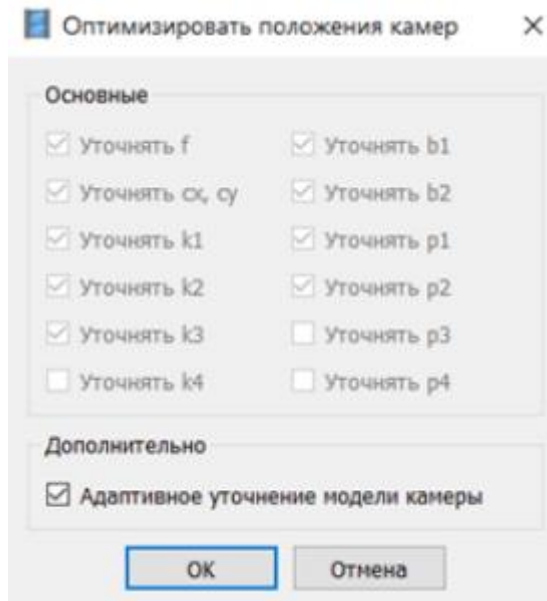 Оптимизировать положения камер
Основные
Уточнять f
Уточнять b1
Уточнять cx, cy
Уточнять b2
Уточнять k1
Уточнять p1
Уточнять k2
Уточнять p2
Уточнять k3
Уточнять p3
Уточнять k4
Уточнять p4
Дополнительно
Адаптивное уточнение модели камеры
OK
Отмена